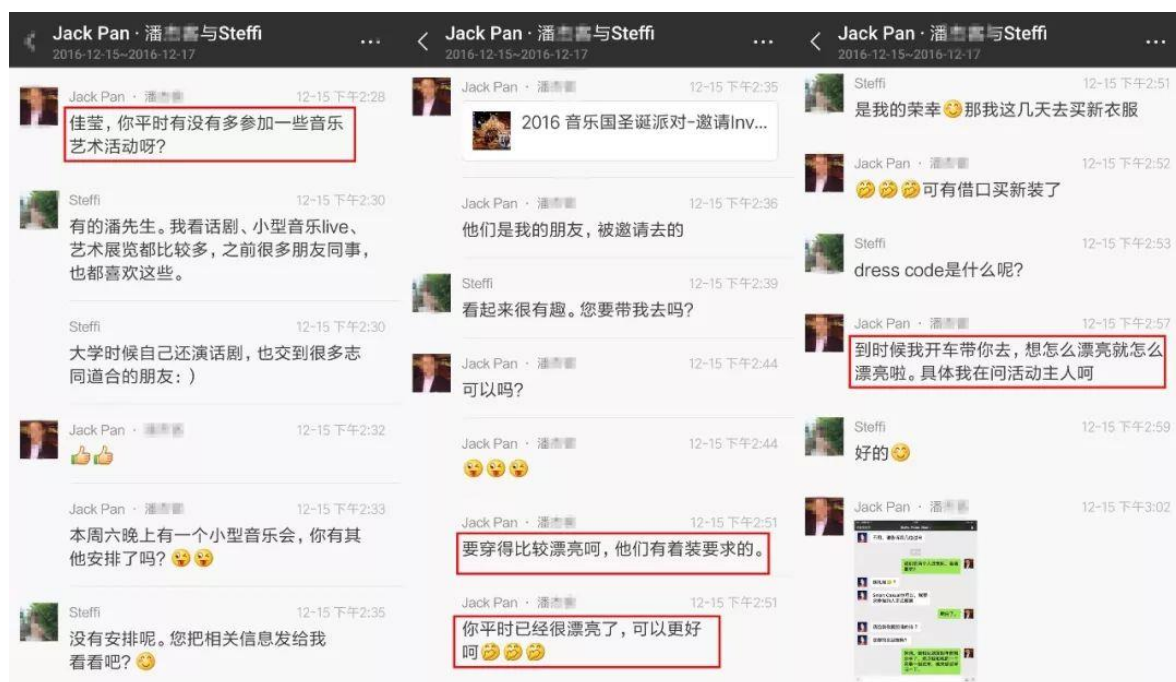 Jack Pan · 潘 与Steffi
2016-12-15~2016-12-17
Jack Pan · 潘
12-15 下午2:28
佳莹，你平时有没有多参加一些音乐
艺术活动呀?
Steffi
12-15 下午2:30
有的潘先生。我看话剧、小型音乐live、
艺术展览都比较多，之前很多朋友同事，
也都喜欢这些。
Steffi
12-15 下午2:30
大学时候自己还演话剧，也交到很多志
同道合的朋友：)
Jack Pan ·
12-15 下午2:32
Jack Pan · 潘
12-15 下午2:33
本周六晚上有一个小型音乐会，你有其
他安排了吗?
Steffi
12-15 下午2:35
没有安排呢。您把相关信息发给我
看看吧?
Jack Pan · 潘 与Steffi
2016-12-15~2016-12-17
Jack Pan · 潘
12-15 下午2:35
2016 音乐国圣诞派对-邀请Inv...
Jack Pan · 潘
12-15 下午2:36
他们是我的朋友，被邀请去的
Steffi
12-15 下午2:39
看起来很有趣。您要带我去吗?
Jack Pan · 潘
12-15 下午2:44
可以吗?
Jack Pan · 潘
12-15 下午2:44
Jack Pan · 潘
12-15 下午2:51
要穿得比较漂亮呵，他们有着装要求的。
Jack Pan · 潘
12-15 下午2:51
你平时已经很漂亮了，可以更好
呵
Jack Pan · 潘 与Steffi
2016-12-15~2016-12-17
Steffi
12-15 下午2:51
是我的荣幸 那我这几天去买新衣服
Jack Pan · 潘
12-15 下午2:52
可有借口买新装了
Steffi
12-15 下午2:53
dress code是什么呢?
Jack Pan · 潘
12-15 下午2:57
到时候我开车带你去，想怎么漂亮就怎么
漂亮啦。具体我在问活动主人呵
Steffi
12-15 下午2:59
好的
Jack Pan · 潘
12-15 下午3:02